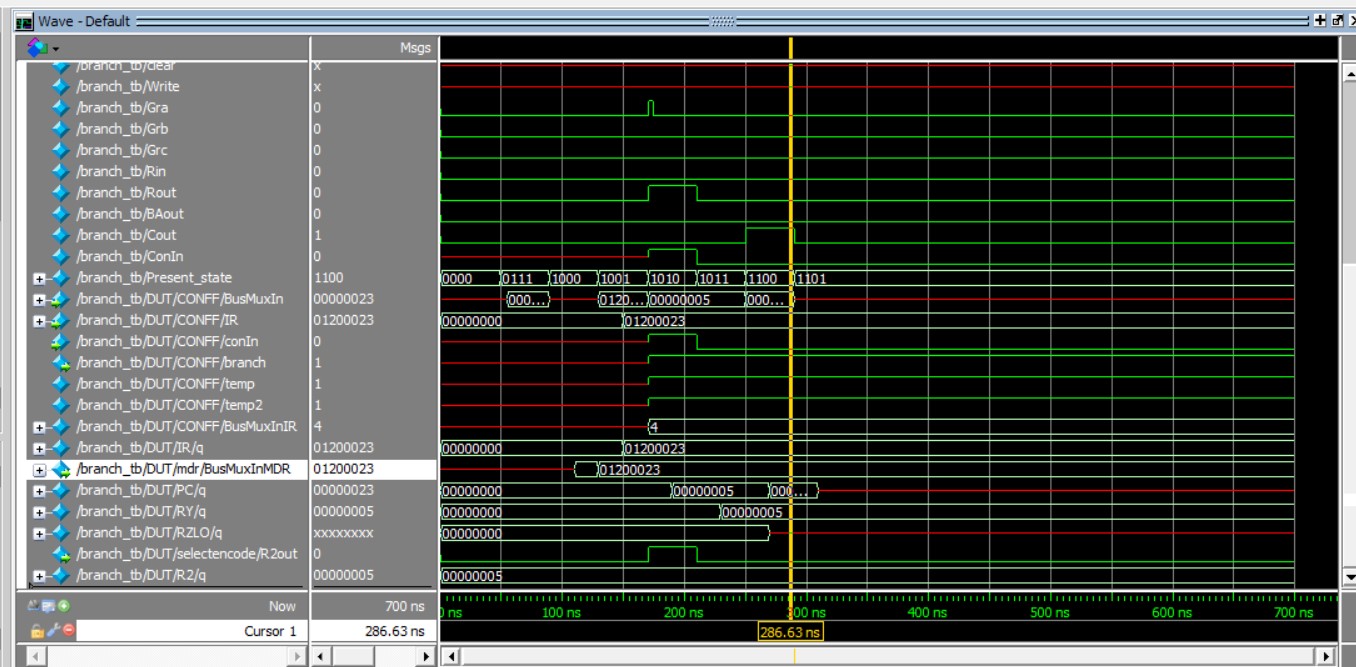 Wave - Default
Msgs
/branch_tb/clear x
/branch_tb/Write x
/branch_tb/Gra 0
/branch_tb/Grb 0
/branch_tb/Grc 0
/branch_tb/Rin 0
/branch_tb/Rout 0
/branch_tb/BAout 0
/branch_tb/Cout 1
/branch_tb/ConIn 0
/branch_tb/Present_state 1100 0000 0111 1000 1001 1010 1011 1100 1101
/branch_tb/DUT/CONFF/BusMuxIn 00000023 000... 0120... 00000005 000...
/branch_tb/DUT/CONFF/IR 01200023 00000000 01200023
/branch_tb/DUT/CONFF/conIn 0
/branch_tb/DUT/CONFF/branch 1
/branch_tb/DUT/CONFF/temp 1
/branch_tb/DUT/CONFF/temp2 1
/branch_tb/DUT/CONFF/BusMuxInIR 4 4
/branch_tb/DUT/IR/q 01200023 00000000 01200023
/branch_tb/DUT/mdr/BusMuxInMDR 01200023 01200023
/branch_tb/DUT/PC/q 00000023 00000000 00000005 000...
/branch_tb/DUT/RY/q 00000005 00000000 00000005
/branch_tb/DUT/RZLO/q xxxxxxxx 00000000
/branch_tb/DUT/selectencode/R2out 0
/branch_tb/DUT/R2/q 00000005 00000005
Now 700 ns 100 ns 200 ns 300 ns 400 ns 500 ns 600 ns 700 ns
Cursor 1 286.63 ns 286.63 ns